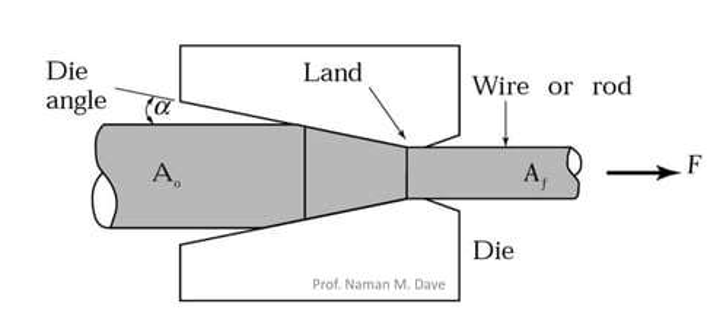 Die
angle
α
Land
Wire or rod
A₀
A_f
F
Die
Prof. Naman M. Dave